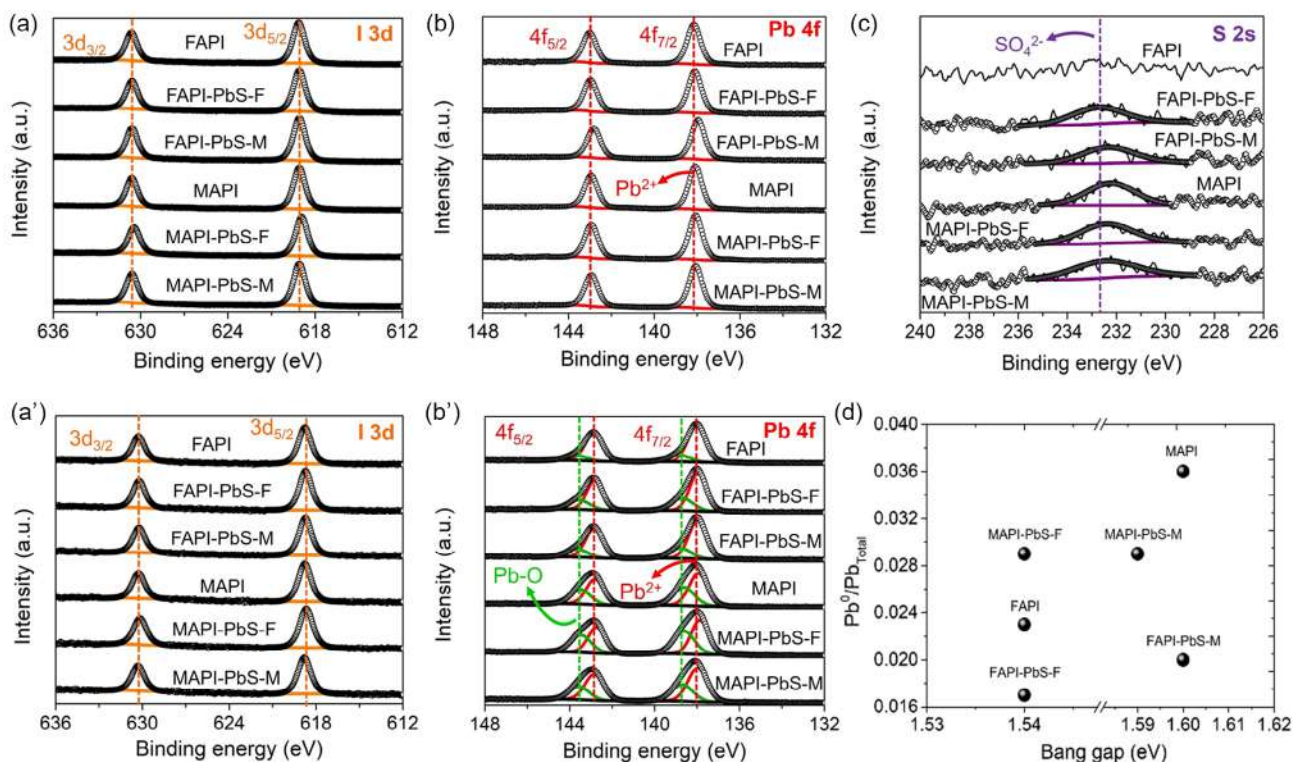 (a)
I 3d
3d3/2
3d5/2
FAPI
FAPI-PbS-F
FAPI-PbS-M
MAPI
MAPI-PbS-F
MAPI-PbS-M
Intensity (a.u.)
636 630 624 618 612
Binding energy (eV)
(b)
Pb 4f
4f5/2
4f7/2
FAPI
FAPI-PbS-F
FAPI-PbS-M
Pb2+
MAPI
MAPI-PbS-F
MAPI-PbS-M
Intensity (a.u.)
148 144 140 136 132
Binding energy (eV)
(c)
S 2s
SO42-
FAPI
FAPI-PbS-F
FAPI-PbS-M
MAPI
MAPI-PbS-F
MAPI-PbS-M
Intensity (a.u.)
240 235 232 230 228 226
Binding energy (eV)
(a')
I 3d
3d3/2
3d5/2
FAPI
FAPI-PbS-F
FAPI-PbS-M
MAPI
MAPI-PbS-F
MAPI-PbS-M
Intensity (a.u.)
636 630 624 618 612
Binding energy (eV)
(b')
Pb 4f
4f5/2
4f7/2
FAPI
FAPI-PbS-F
FAPI-PbS-M
Pb-O
Pb2+
MAPI
MAPI-PbS-F
MAPI-PbS-M
Intensity (a.u.)
148 144 140 136 132
Binding energy (eV)
(d)
0.040
0.036
0.032
0.028
0.024
0.020
0.016
Pb0/PbTotal
MAPI
MAPI-PbS-F
MAPI-PbS-M
FAPI
FAPI-PbS-M
FAPI-PbS-F
1.53 1.54 1.59 1.60 1.61 1.62
Bang gap (eV)